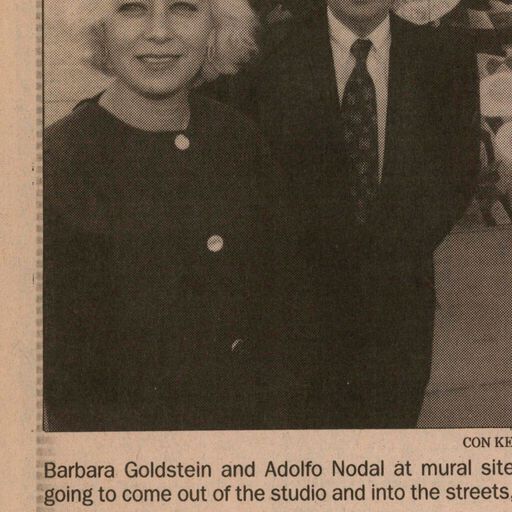 CON KE
Barbara Goldstein and Adolfo Nodal at mural site
going to come out of the studio and into the streets,